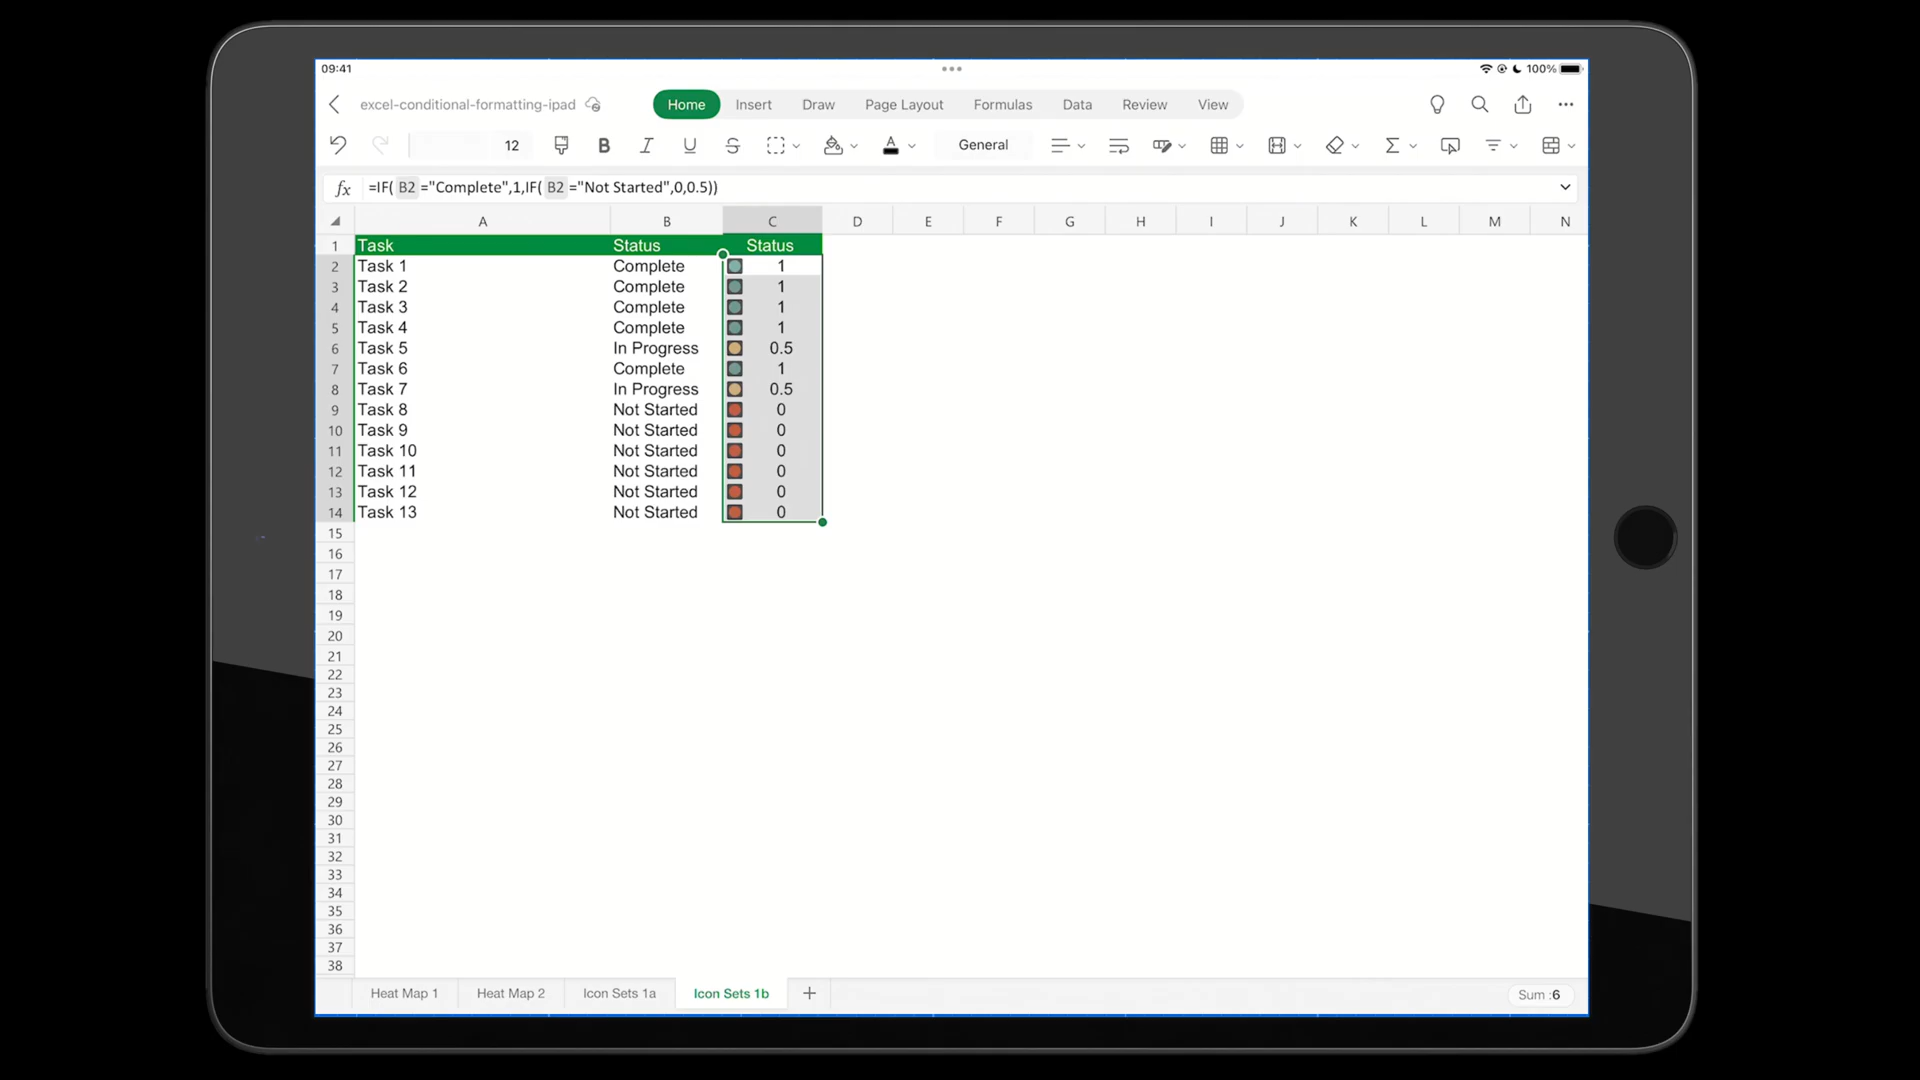 09:41 100%
excel-conditional-formatting-ipad Home Insert Draw Page Layout Formulas Data Review View
12 B I U S A General Σ
fx =IF( B2 ="Complete",1,IF( B2 ="Not Started",0,0.5))
A B C D E F G H I J K L M N
1 Task Status Status
2 Task 1 Complete 1
3 Task 2 Complete 1
4 Task 3 Complete 1
5 Task 4 Complete 1
6 Task 5 In Progress 0.5
7 Task 6 Complete 1
8 Task 7 In Progress 0.5
9 Task 8 Not Started 0
10 Task 9 Not Started 0
11 Task 10 Not Started 0
12 Task 11 Not Started 0
13 Task 12 Not Started 0
14 Task 13 Not Started 0
15
16
17
18
19
20
21
22
23
24
25
26
27
28
29
30
31
32
33
34
35
36
37
38
Heat Map 1 Heat Map 2 Icon Sets 1a Icon Sets 1b + Sum :6